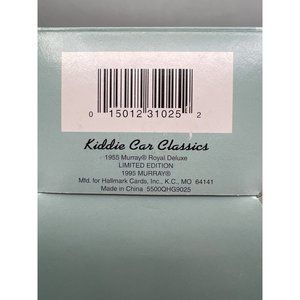 0 15012 31025 2
Kiddie Car Classics
1955 Murray® Royal Deluxe
LIMITED EDITION
1995 MURRAY®
Mfd. for Hallmark Cards, Inc., K.C., MO 64141
Made in China 5500QHG9025